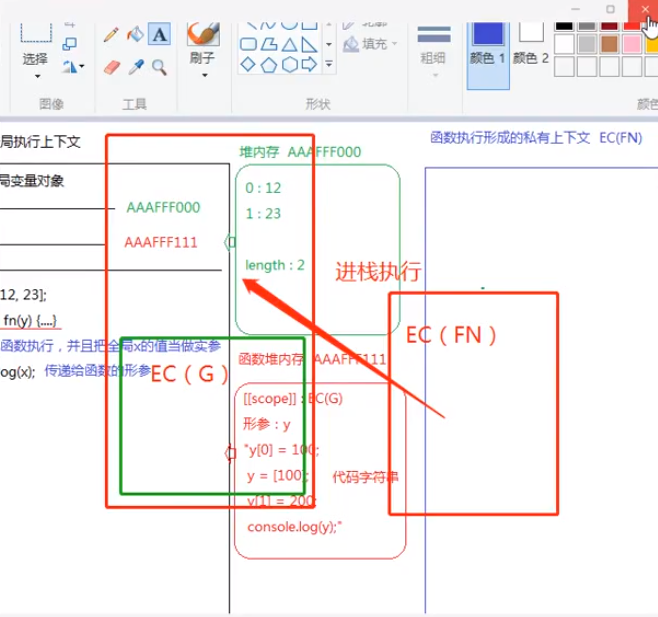 选择
刷子
填充
粗细
颜色 1
颜色 2
图像
工具
形状
颜色
局执行上下文
堆内存 AAAFFF000
函数执行形成的私有上下文 EC(FN)
局变量对象
0 : 12
AAAFFF000
1 : 23
AAAFFF111
length : 2
进栈执行
12, 23];
fn(y) {....}
EC（FN）
函数执行，并且把全局x的值当做实参
函数堆内存 AAAFFF111
og(x); 传递给函数的形参
EC（G）
[[scope]] : EC(G)
形参 : y
"y[0] = 100;
y = [100];
代码字符串
y[1] = 200;
console.log(y);"